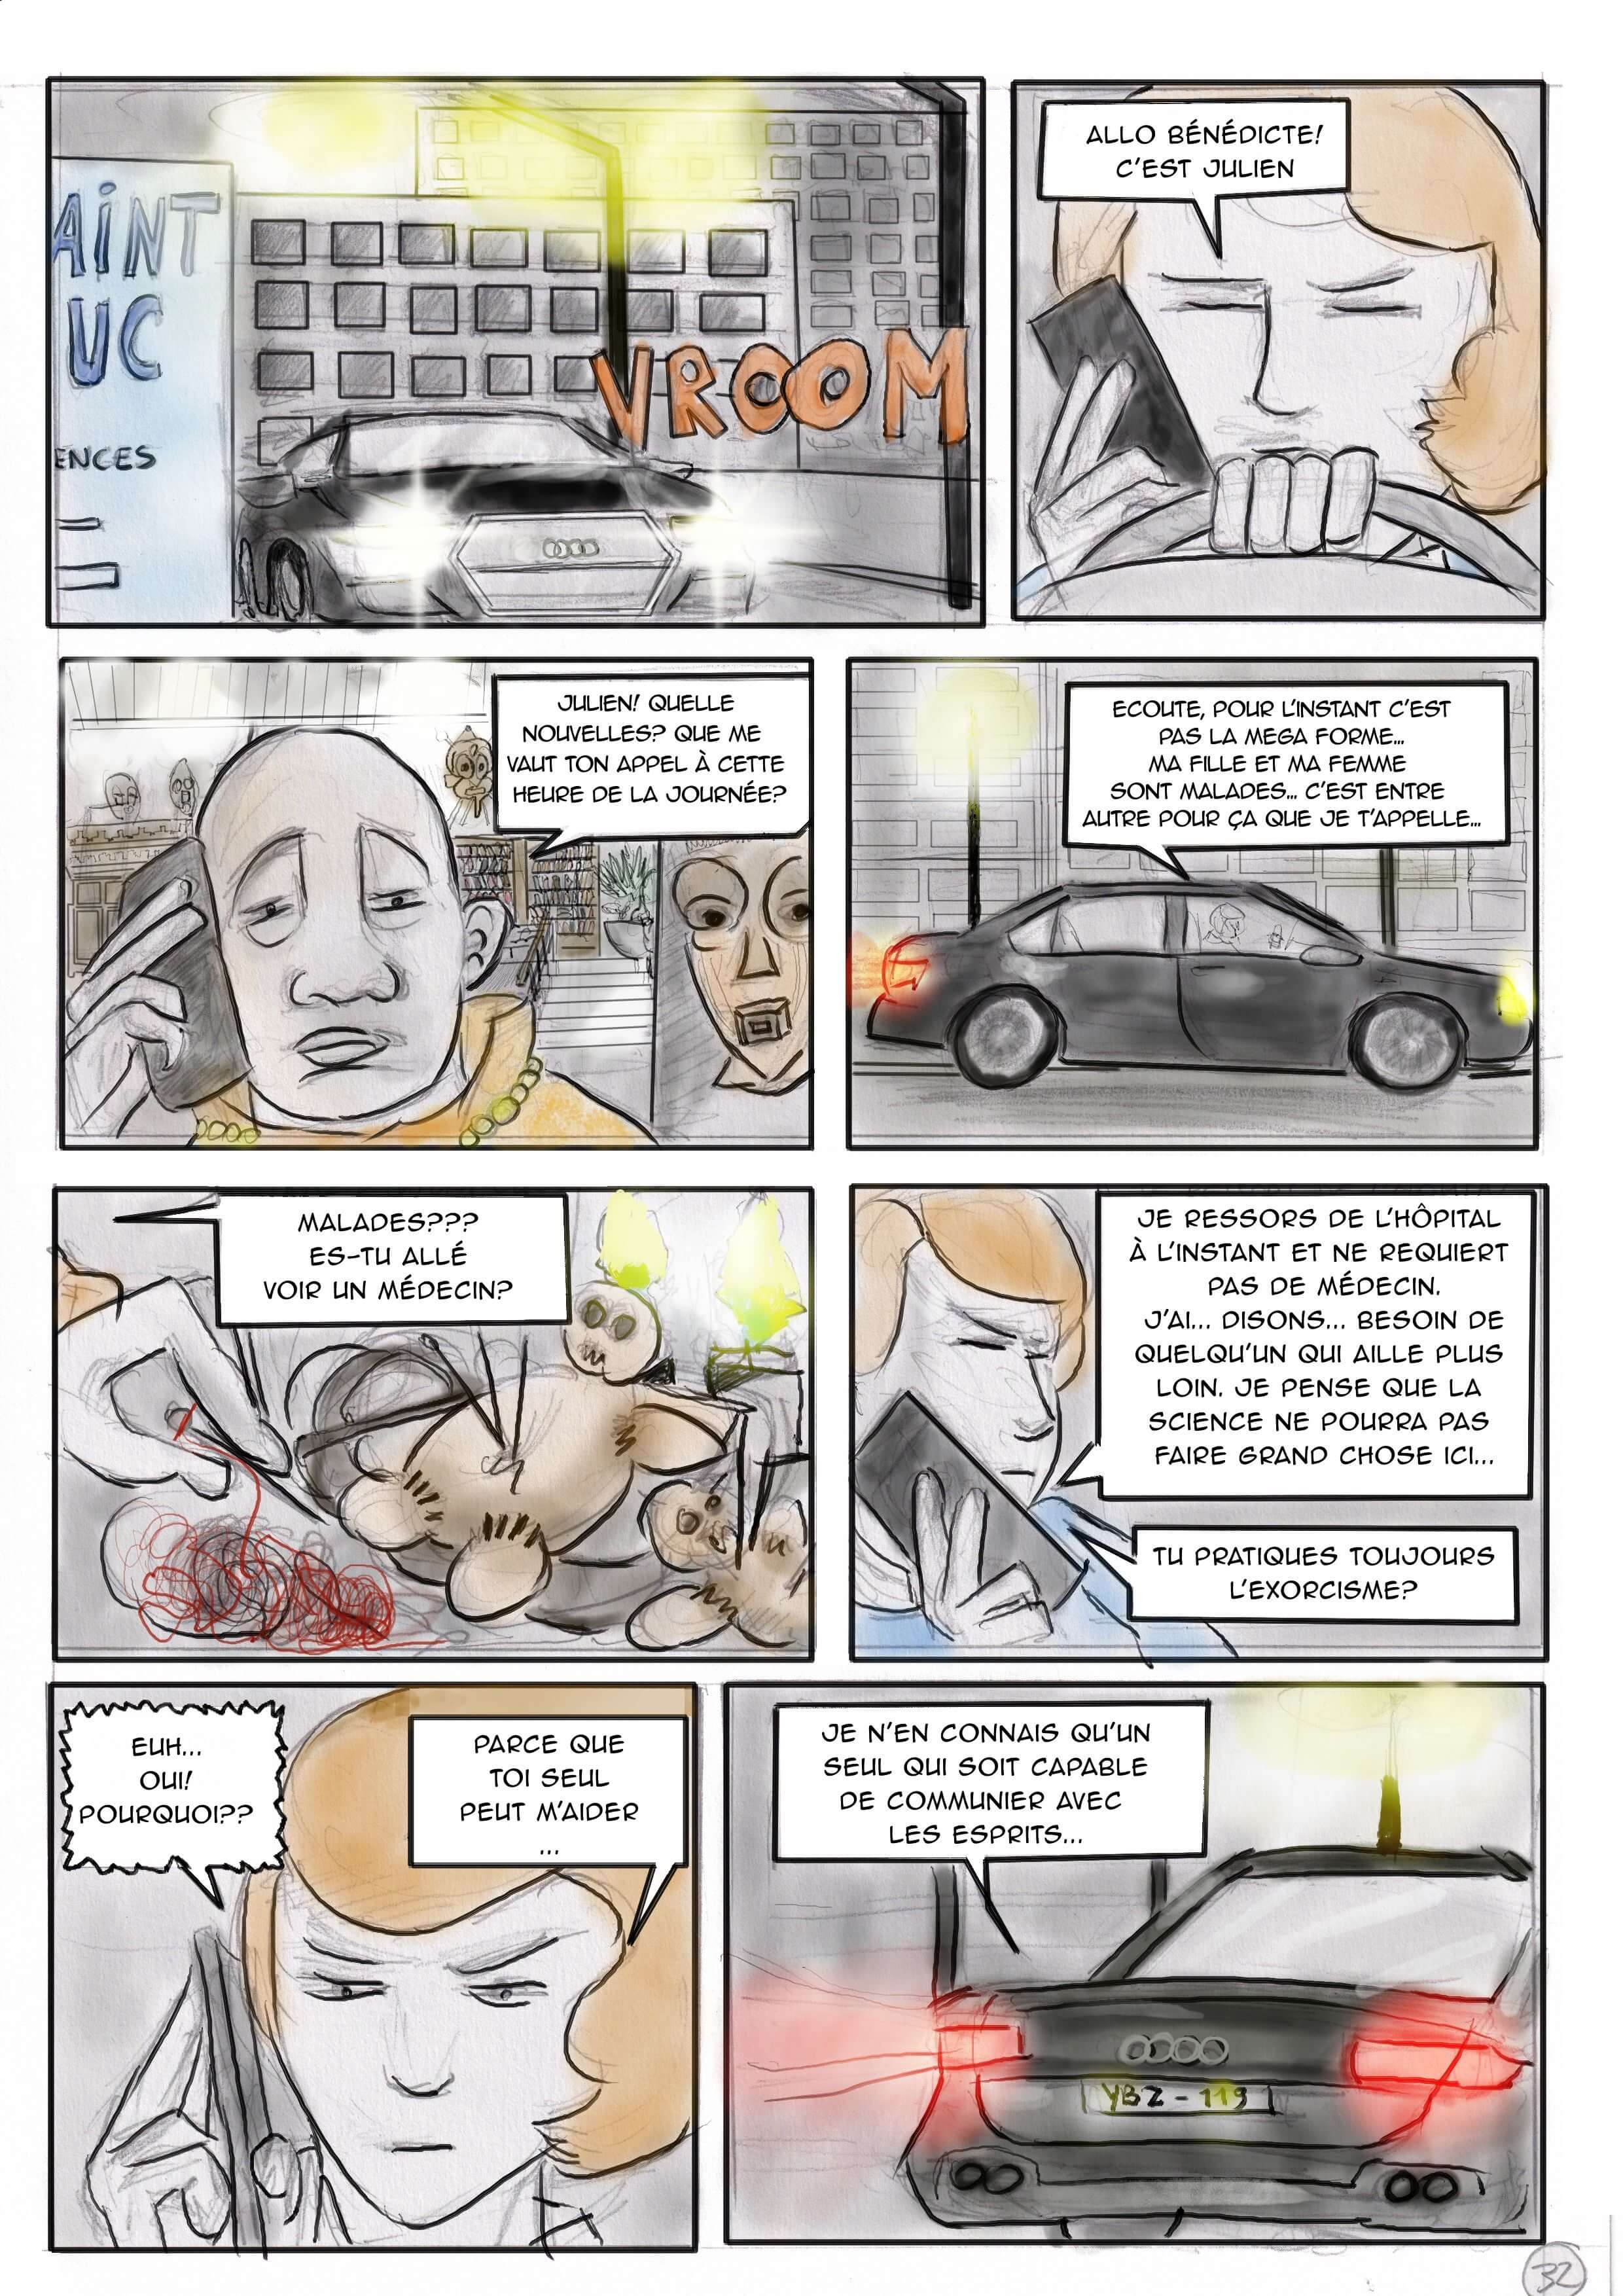 AINT
UC
ENCES
VROOM
ALLO BÉNÉDICTE!
C'EST JULIEN
JULIEN! QUELLE
NOUVELLES? QUE ME
VAUT TON APPEL À CETTE
HEURE DE LA JOURNÉE?
ECOUTE, POUR L'INSTANT C'EST
PAS LA MEGA FORME...
MA FILLE ET MA FEMME
SONT MALADES... C'EST ENTRE
AUTRE POUR ÇA QUE JE T'APPELLE...
MALADES???
ES-TU ALLÉ
VOIR UN MÉDECIN?
JE RESSORS DE L'HÔPITAL
À L'INSTANT ET NE REQUIERT
PAS DE MÉDECIN.
J'AI... DISONS... BESOIN DE
QUELQU'UN QUI AILLE PLUS
LOIN. JE PENSE QUE LA
SCIENCE NE POURRA PAS
FAIRE GRAND CHOSE ICI...
TU PRATIQUES TOUJOURS
L'EXORCISME?
EUH...
OUI!
POURQUOI??
PARCE QUE
TOI SEUL
PEUT M'AIDER
...
JE N'EN CONNAIS QU'UN
SEUL QUI SOIT CAPABLE
DE COMMUNIER AVEC
LES ESPRITS...
YBZ - 119
32